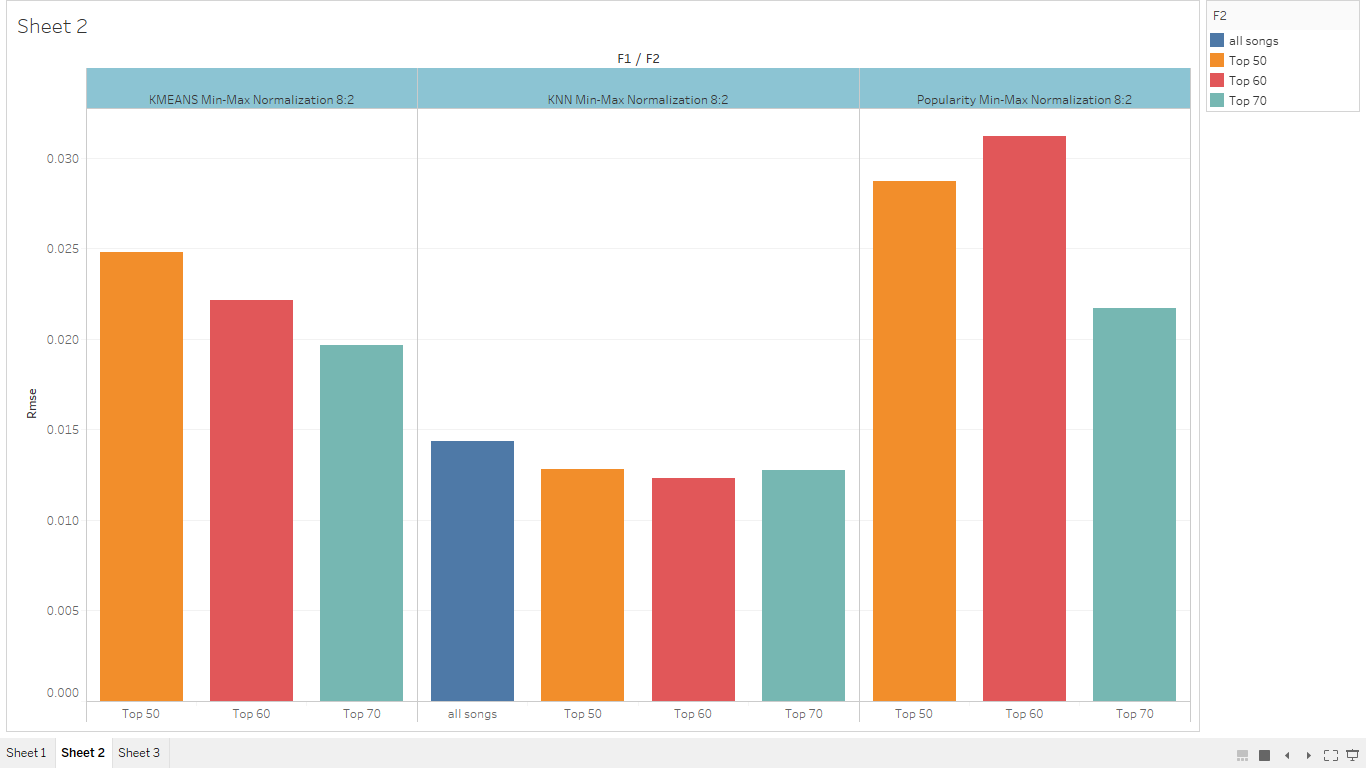 Sheet 2
F1 / F2
KMEANS Min-Max Normalization 8:2
KNN Min-Max Normalization 8:2
Popularity Min-Max Normalization 8:2
0.030
0.025
0.020
0.015
0.010
0.005
0.000
Rmse
Top 50
Top 60
Top 70
all songs
Top 50
Top 60
Top 70
Top 50
Top 60
Top 70
F2
all songs
Top 50
Top 60
Top 70
Sheet 1
Sheet 2
Sheet 3